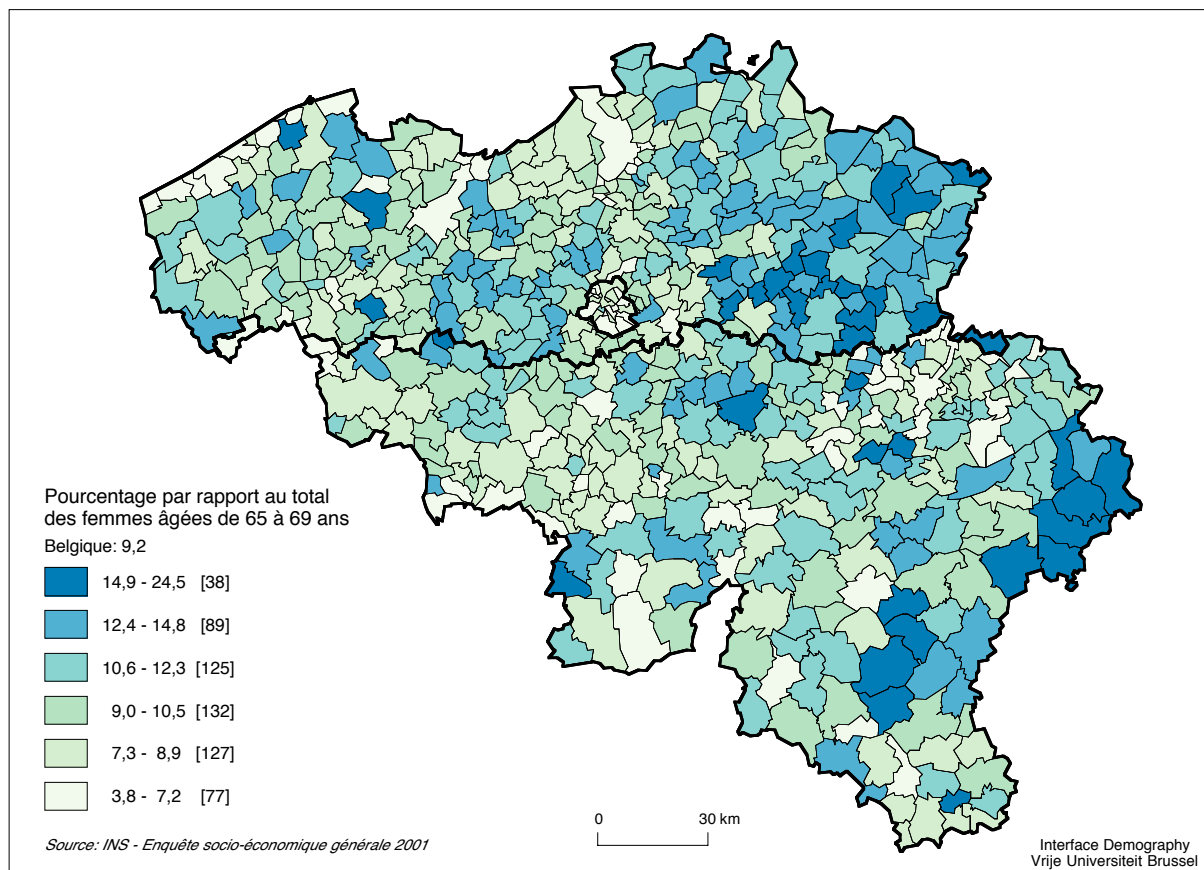 Pourcentage par rapport au total
des femmes âgées de 65 à 69 ans
Belgique: 9,2
14,9 - 24,5 [38]
12,4 - 14,8 [89]
10,6 - 12,3 [125]
9,0 - 10,5 [132]
7,3 - 8,9 [127]
3,8 - 7,2 [77]
Source: INS - Enquête socio-économique générale 2001
0 30 km
Interface Demography
Vrije Universiteit Brussel